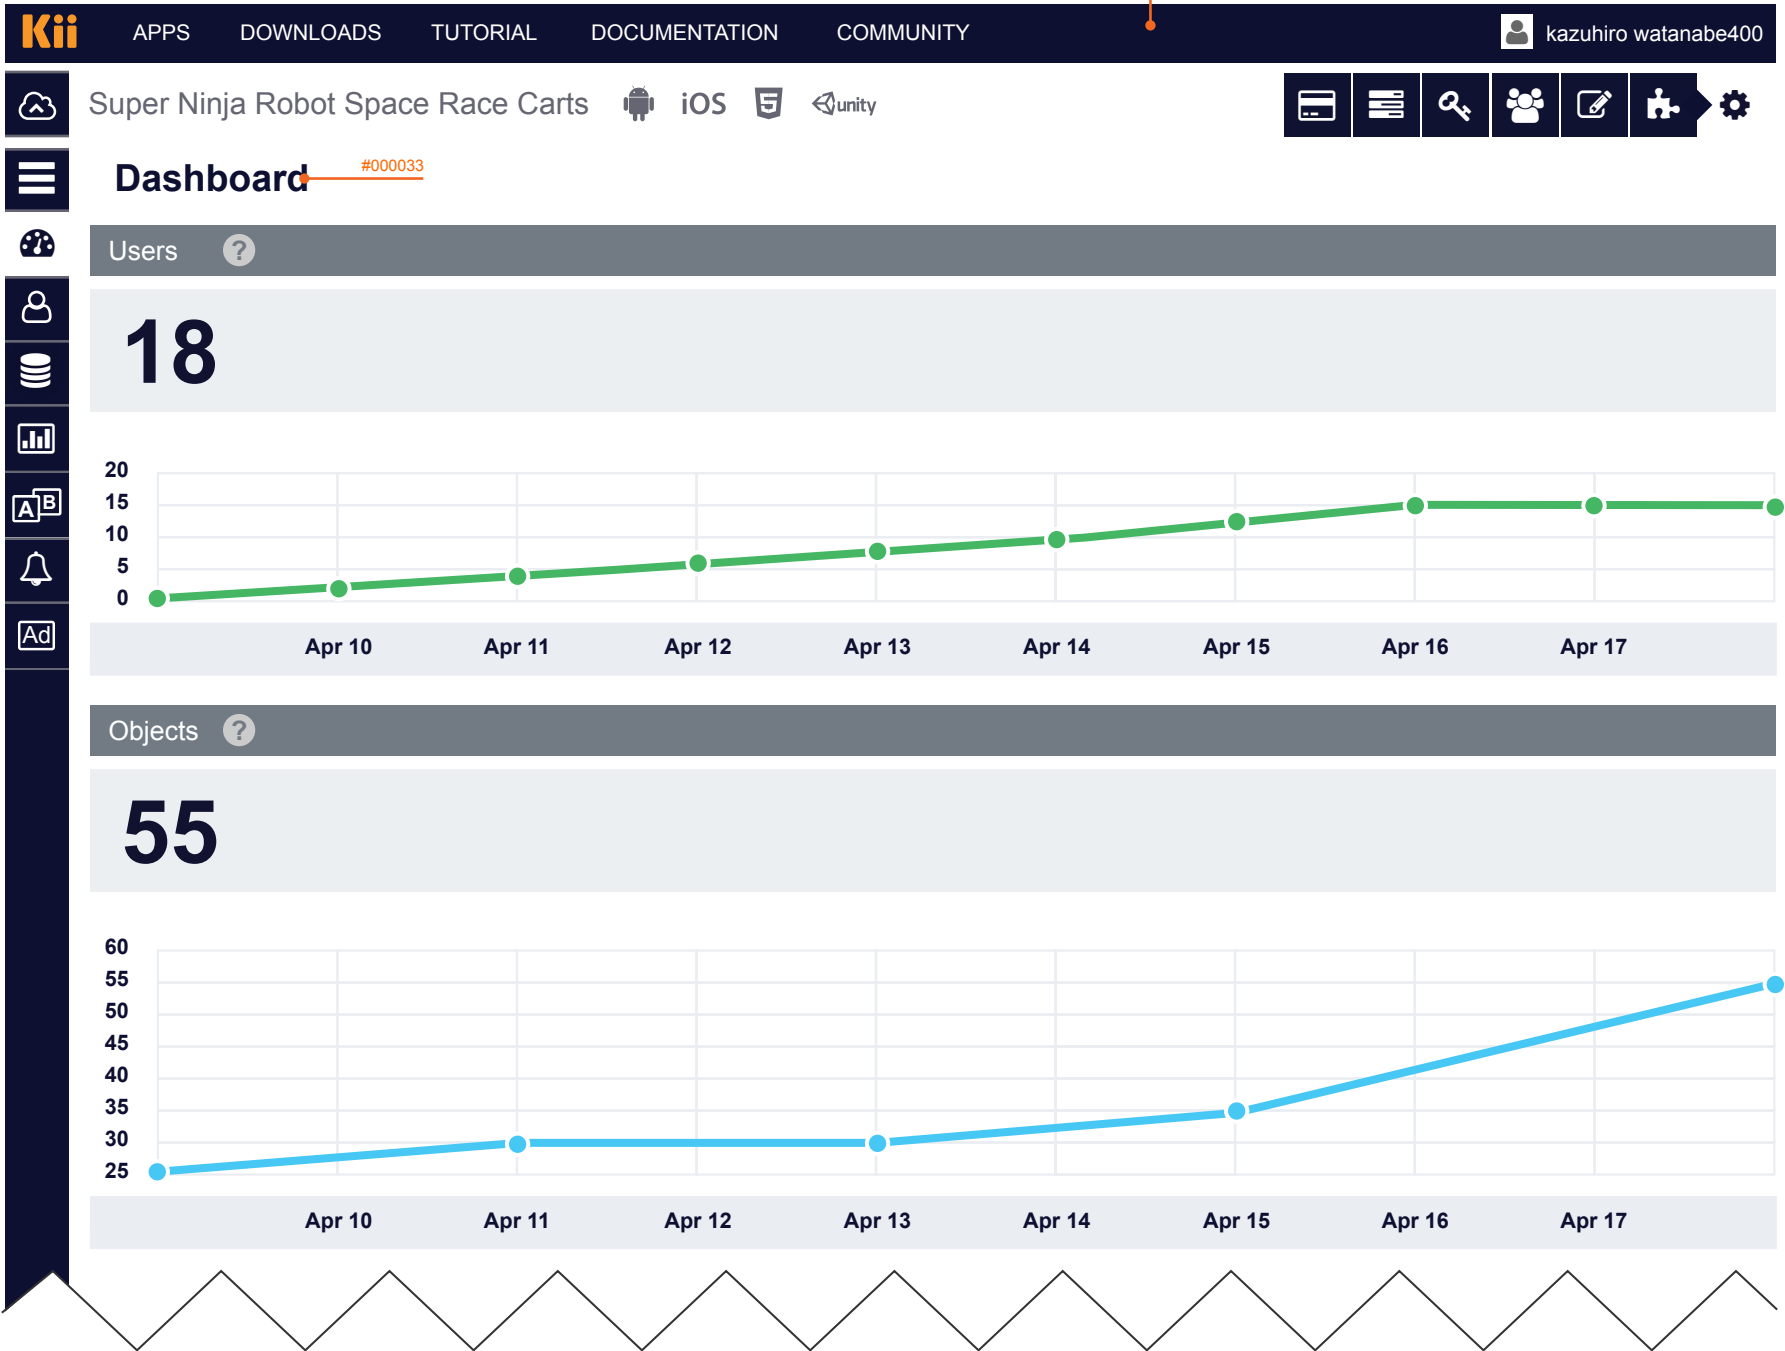 Kii APPS DOWNLOADS TUTORIAL DOCUMENTATION COMMUNITY kazuhiro watanabe400
Super Ninja Robot Space Race Carts iOS 5 unity
Dashboard #000033
Users ?
18
20
15
10
5
0
Apr 10 Apr 11 Apr 12 Apr 13 Apr 14 Apr 15 Apr 16 Apr 17
A B
Ad
Objects ?
55
60
55
50
45
40
35
30
25
Apr 10 Apr 11 Apr 12 Apr 13 Apr 14 Apr 15 Apr 16 Apr 17